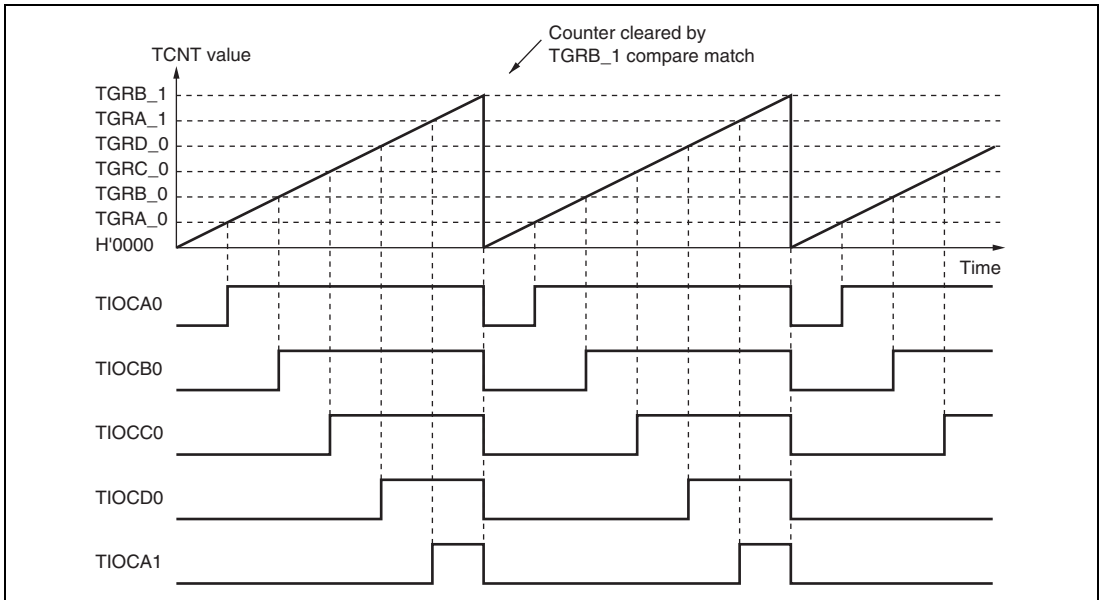 Counter cleared by
TGRB_1 compare match
TCNT value
TGRB_1
TGRA_1
TGRD_0
TGRC_0
TGRB_0
TGRA_0
H'0000
Time
TIOCA0
TIOCB0
TIOCC0
TIOCD0
TIOCA1